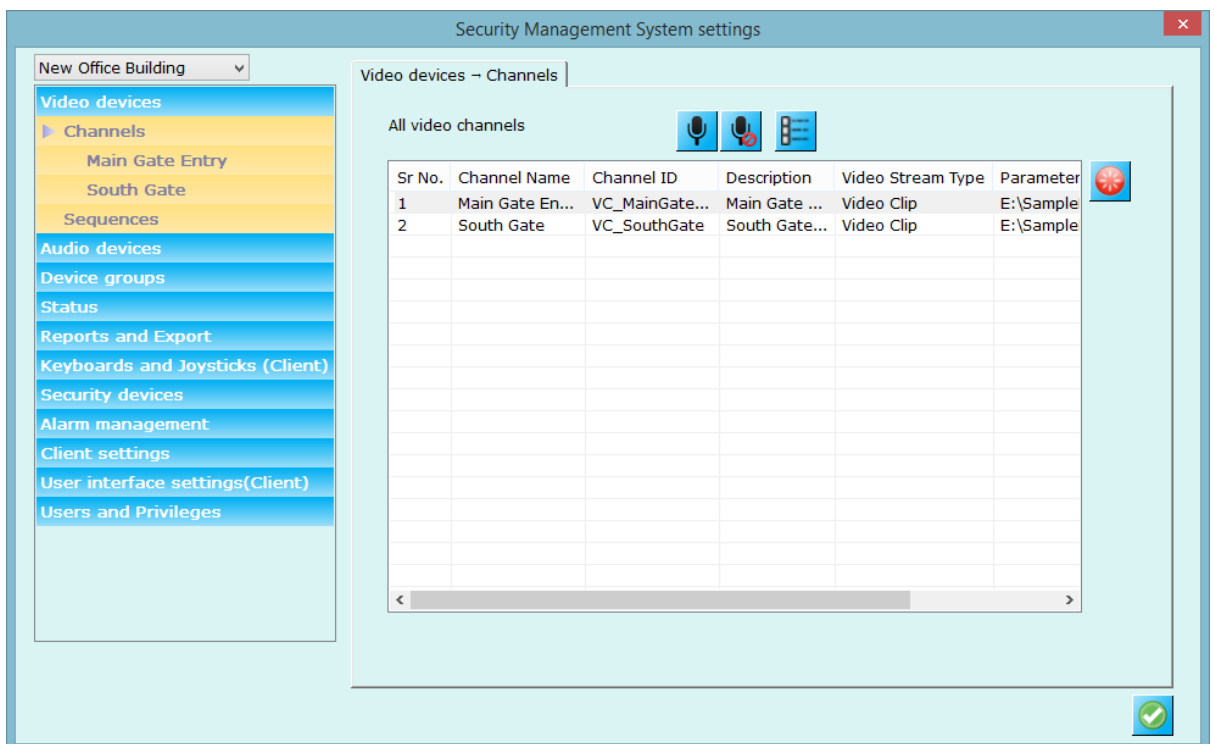 Security Management System settings
New Office Building
Video devices
Channels
Main Gate Entry
South Gate
Sequences
Audio devices
Device groups
Status
Reports and Export
Keyboards and Joysticks (Client)
Security devices
Alarm management
Client settings
User interface settings(Client)
Users and Privileges
Video devices → Channels
All video channels
Sr No. Channel Name Channel ID Description Video Stream Type Parameter
1 Main Gate En... VC_MainGate... Main Gate ... Video Clip E:\Sample
2 South Gate VC_SouthGate South Gate... Video Clip E:\Sample